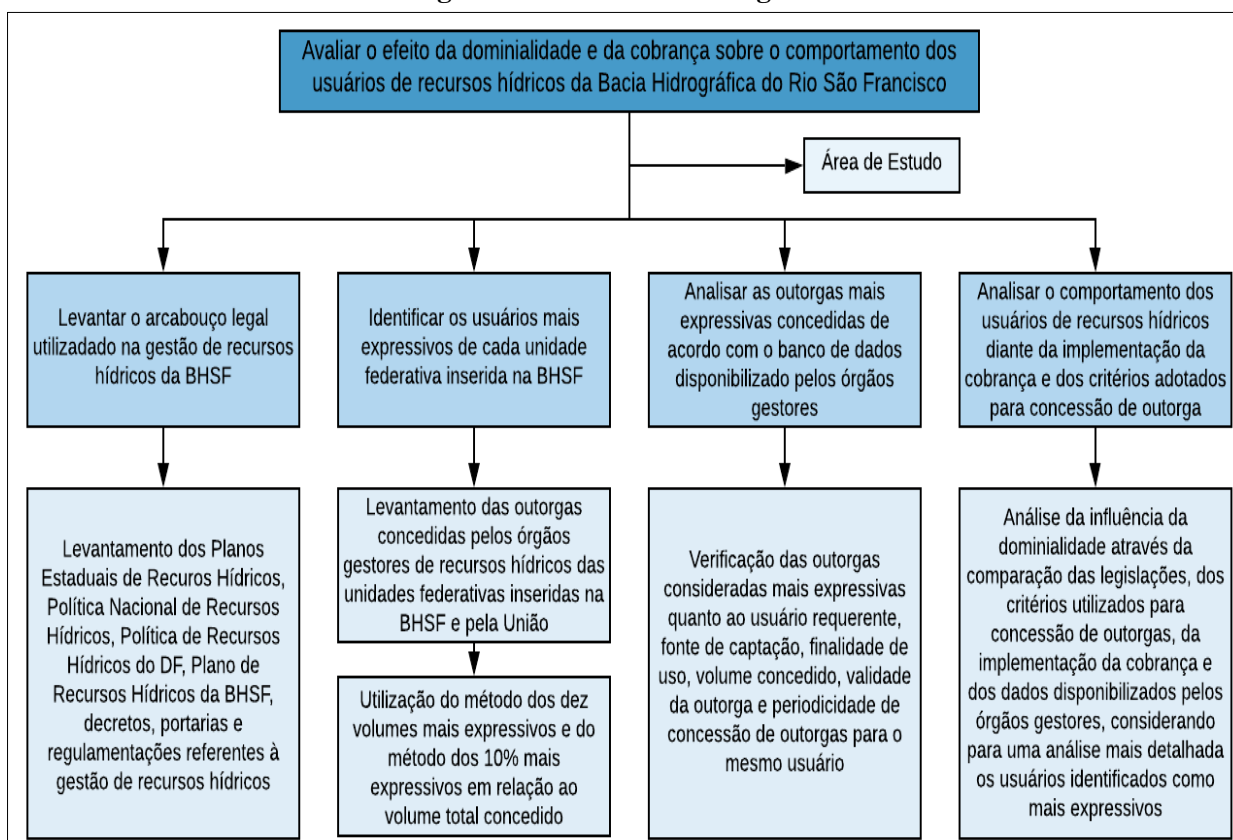 Avaliar o efeito da dominialidade e da cobrança sobre o comportamento dos
usuários de recursos hídricos da Bacia Hidrográfica do Rio São Francisco
Área de Estudo
Levantar o arcabouço legal
utilizadado na gestão de recursos
hídricos da BHSF
Identificar os usuários mais
expressivos de cada unidade
federativa inserida na BHSF
Analisar as outorgas mais
expressivas concedidas de
acordo com o banco de dados
disponibilizado pelos órgãos
gestores
Analisar o comportamento dos
usuários de recursos hídricos
diante da implementação da
cobrança e dos critérios adotados
para concessão de outorga
Levantamento dos Planos
Estaduais de Recuros Hídricos,
Política Nacional de Recursos
Hídricos, Política de Recursos
Hídricos do DF, Plano de
Recursos Hídricos da BHSF,
decretos, portarias e
regulamentações referentes à
gestão de recursos hídricos
Levantamento das outorgas
concedidas pelos órgãos
gestores de recursos hídricos das
unidades federativas inseridas na
BHSF e pela União
Utilização do método dos dez
volumes mais expressivos e do
método dos 10% mais
expressivos em relação ao
volume total concedido
Verificação das outorgas
consideradas mais expressivas
quanto ao usuário requerente,
fonte de captação, finalidade de
uso, volume concedido, validade
da outorga e periodicidade de
concessão de outorgas para o
mesmo usuário
Análise da influência da
dominialidade através da
comparação das legislações, dos
critérios utilizados para
concessão de outorgas, da
implementação da cobrança e
dos dados disponibilizados pelos
órgãos gestores, considerando
para uma análise mais detalhada
os usuários identificados como
mais expressivos